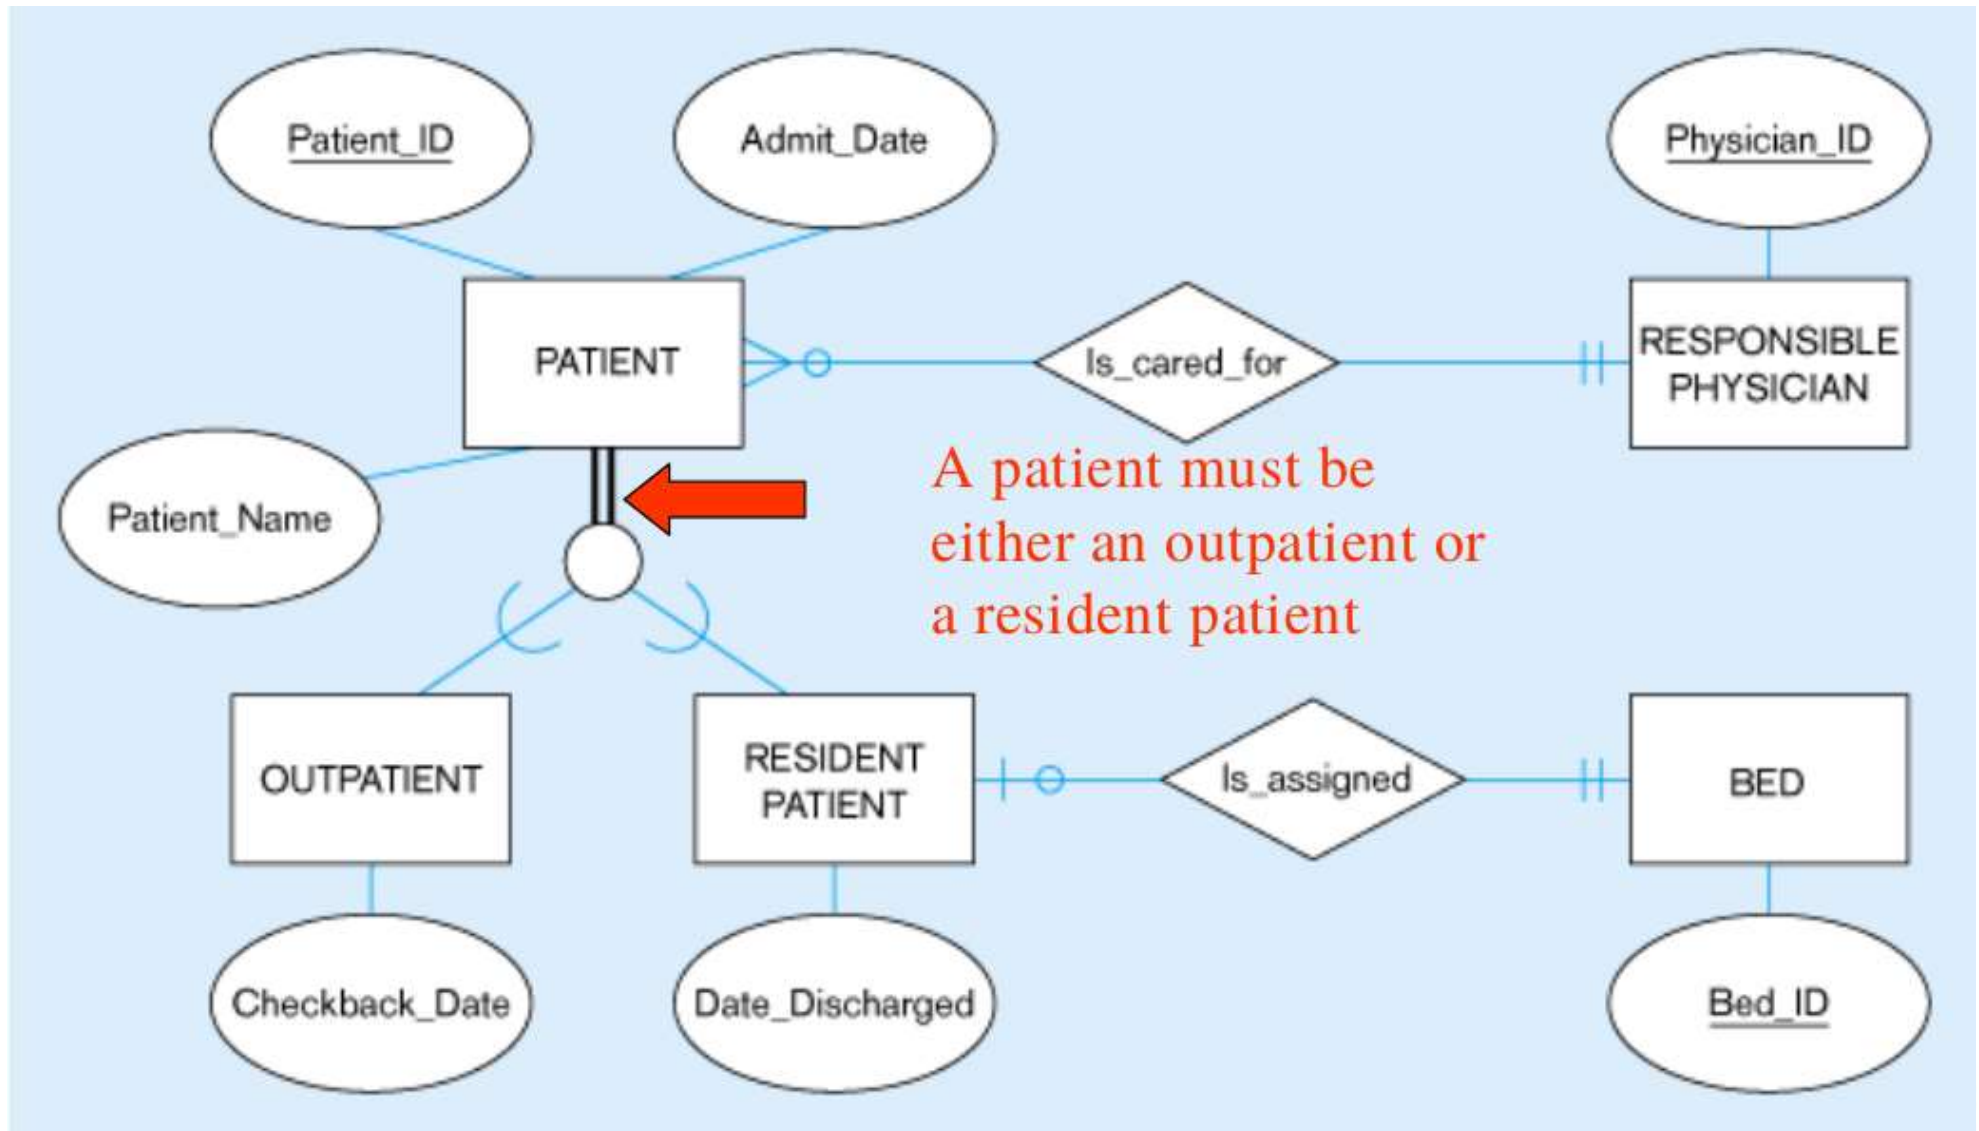 Patient_ID
Admit_Date
Physician_ID
PATIENT
Is_cared_for
RESPONSIBLE
PHYSICIAN
Patient_Name
A patient must be
either an outpatient or
a resident patient
OUTPATIENT
RESIDENT
PATIENT
Is_assigned
BED
Checkback_Date
Date_Discharged
Bed_ID